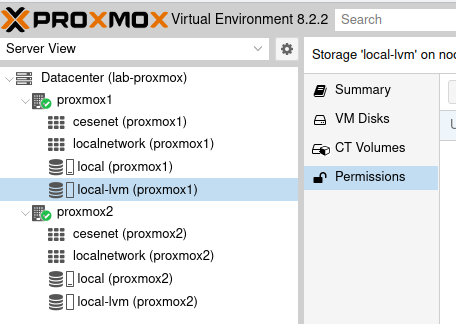 PROXMOX Virtual Environment 8.2.2 Search
Server View
Storage 'local-lvm' on
Datacenter (lab-proxmox)
proxmox1
cesenet (proxmox1)
localnetwork (proxmox1)
local (proxmox1)
local-lvm (proxmox1)
proxmox2
cesenet (proxmox2)
localnetwork (proxmox2)
local (proxmox2)
local-lvm (proxmox2)
Summary
VM Disks
CT Volumes
Permissions